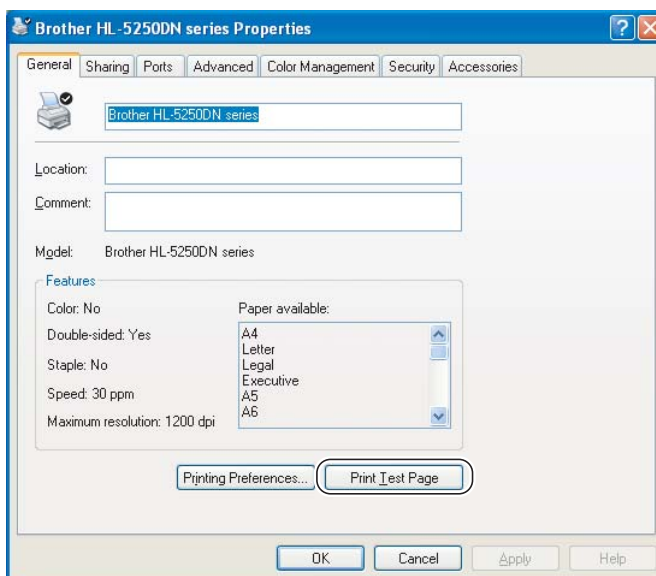 Brother HL-5250DN series Properties
General Sharing Ports Advanced Color Management Security Accessories
Brother HL-5250DN series
Location:
Comment:
Model: Brother HL-5250DN series
Features
Color: No
Paper available:
Double-sided: Yes
Staple: No
Speed: 30 ppm
Maximum resolution: 1200 dpi
A4
Letter
Legal
Executive
A5
A6
Printing Preferences... Print Test Page
OK Cancel Apply Help